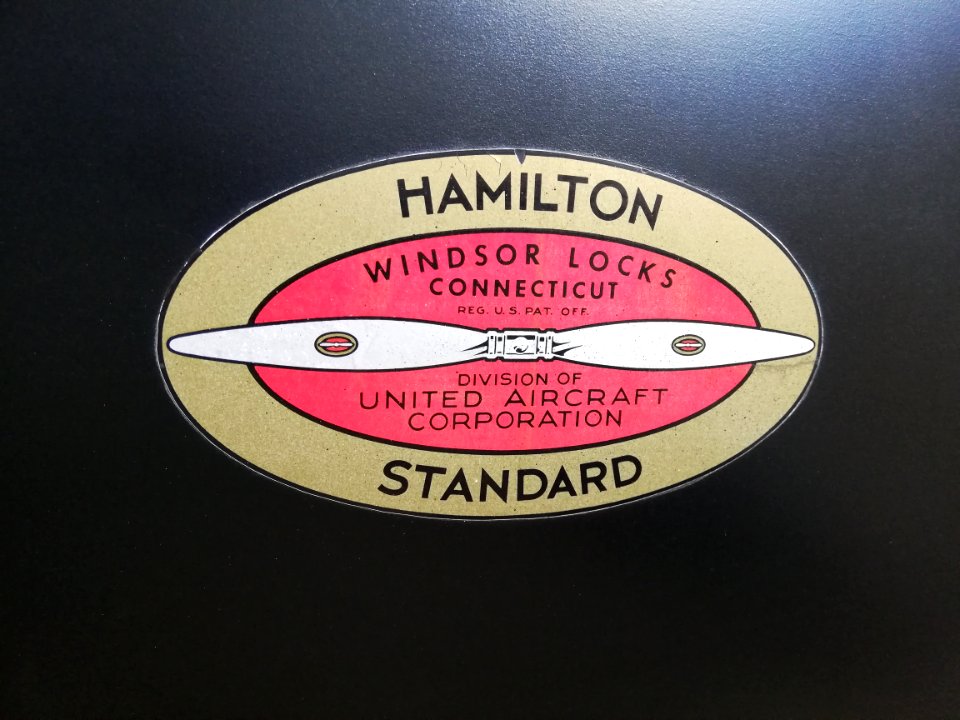 HAMILTON
WINDSOR LOCKS
CONNECTICUT
REG. U.S. PAT. OFF.
DIVISION OF
UNITED AIRCRAFT
CORPORATION
STANDARD